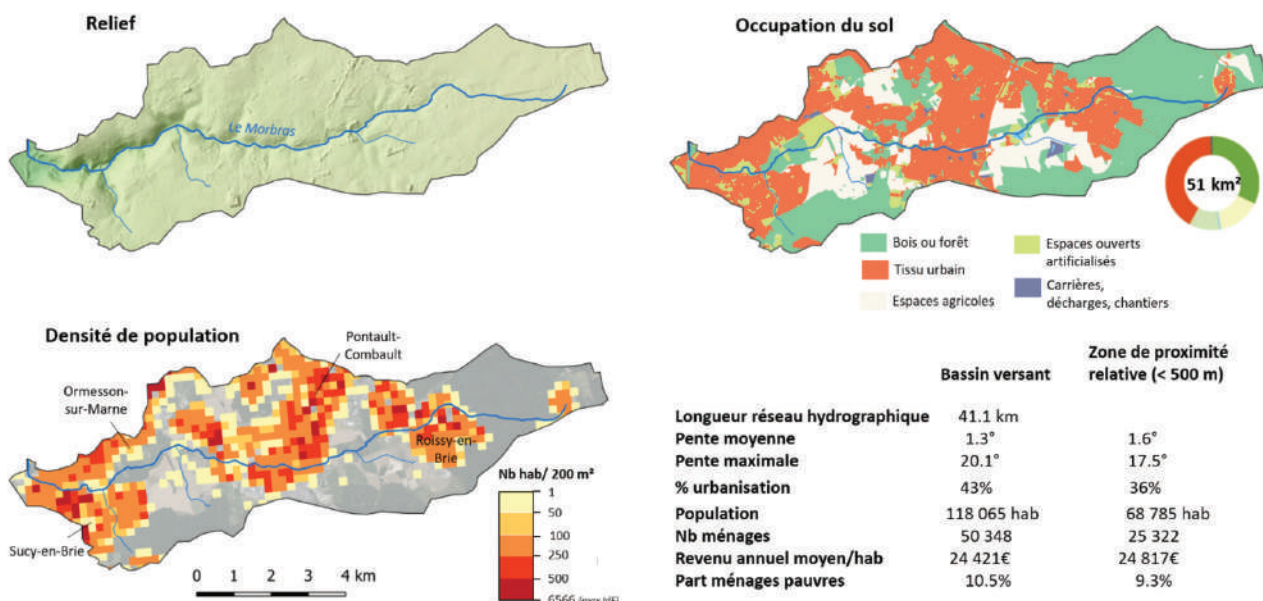 Relief
Le Morbras
Occupation du sol
51 km²
Bois ou forêt
Tissu urbain
Espaces agricoles
Espaces ouverts
artificialisés
Carrières,
décharges, chantiers
Densité de population
Pontault-
Combault
Ormesson-
sur-Marne
Roissy-en-
Brie
Sucy-en-Brie
Nb hab/ 200 m²
1
50
100
250
500
6566 (max IdF)
0 1 2 3 4 km
Bassin versant
Zone de proximité
relative (< 500 m)
Longueur réseau hydrographique 41.1 km
Pente moyenne 1.3° 1.6°
Pente maximale 20.1° 17.5°
% urbanisation 43% 36%
Population 118 065 hab 68 785 hab
Nb ménages 50 348 25 322
Revenu annuel moyen/hab 24 421€ 24 817€
Part ménages pauvres 10.5% 9.3%